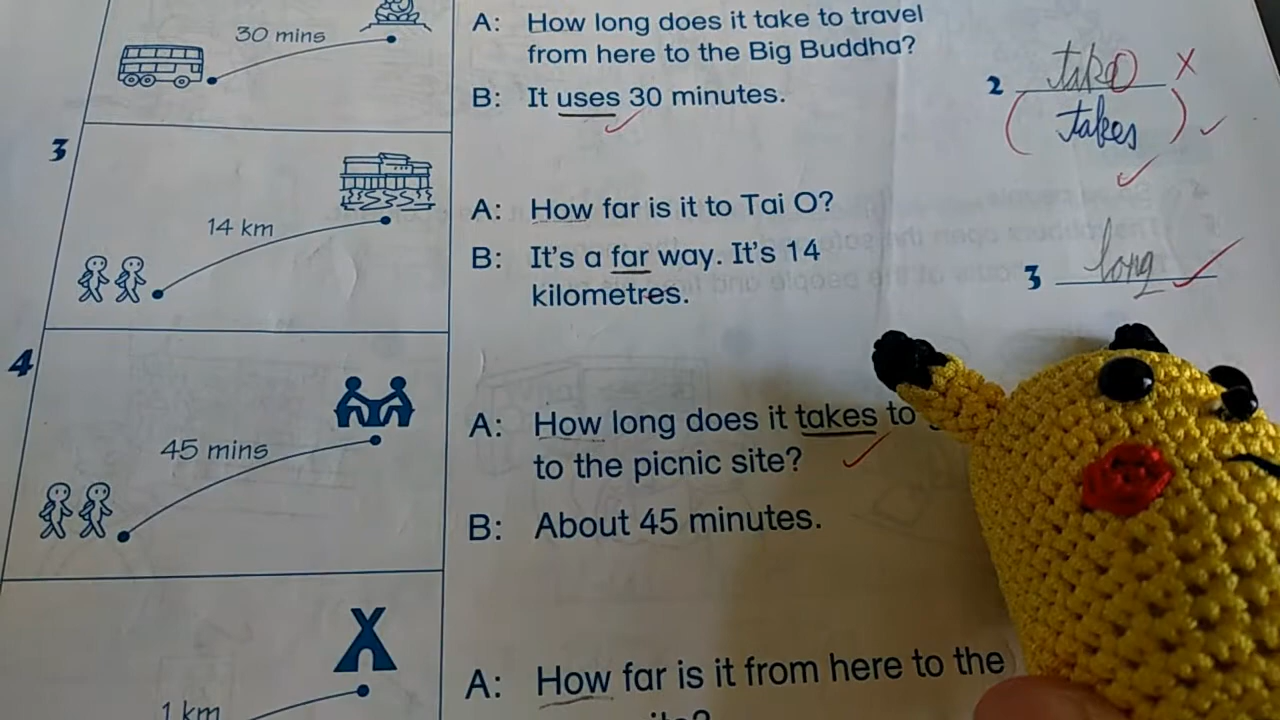 30 mins
A: How long does it take to travel
from here to the Big Buddha?
B: It uses 30 minutes.
2 take
(takes)
3
14 km
A: How far is it to Tai O?
B: It's a far way. It's 14
kilometres.
3 long
4
45 mins
A: How long does it takes to
to the picnic site?
B: About 45 minutes.
1 km
A: How far is it from here to the